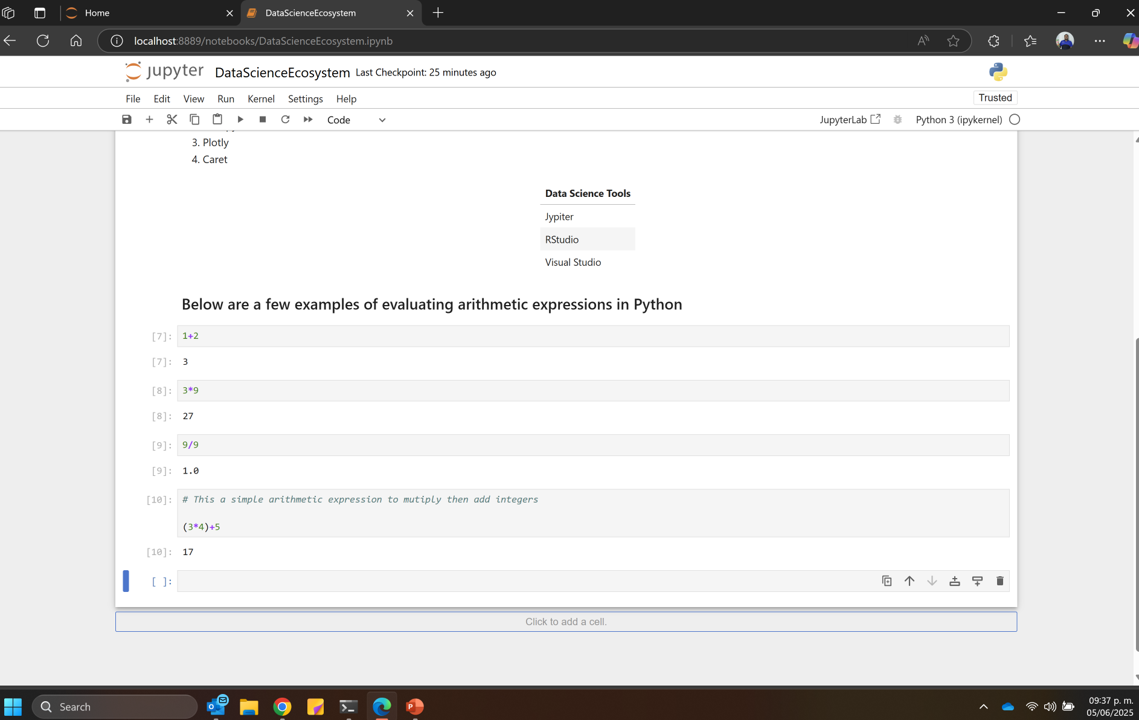 Home
DataScienceEcosystem
localhost:8889/notebooks/DataScienceEcosystem.ipynb
jupyter DataScienceEcosystem Last Checkpoint: 25 minutes ago
File Edit View Run Kernel Settings Help
Trusted
Code
JupyterLab
Python 3 (ipykernel)
3. Plotly
4. Caret
Data Science Tools
Jypiter
RStudio
Visual Studio
Below are a few examples of evaluating arithmetic expressions in Python
[7]: 1+2
[7]: 3
[8]: 3*9
[8]: 27
[9]: 9/9
[9]: 1.0
[10]: # This a simple arithmetic expression to mutiply then add integers
(3*4)+5
[10]: 17
[ ]:
Click to add a cell.
Search
09:37 p. m.
05/06/2025